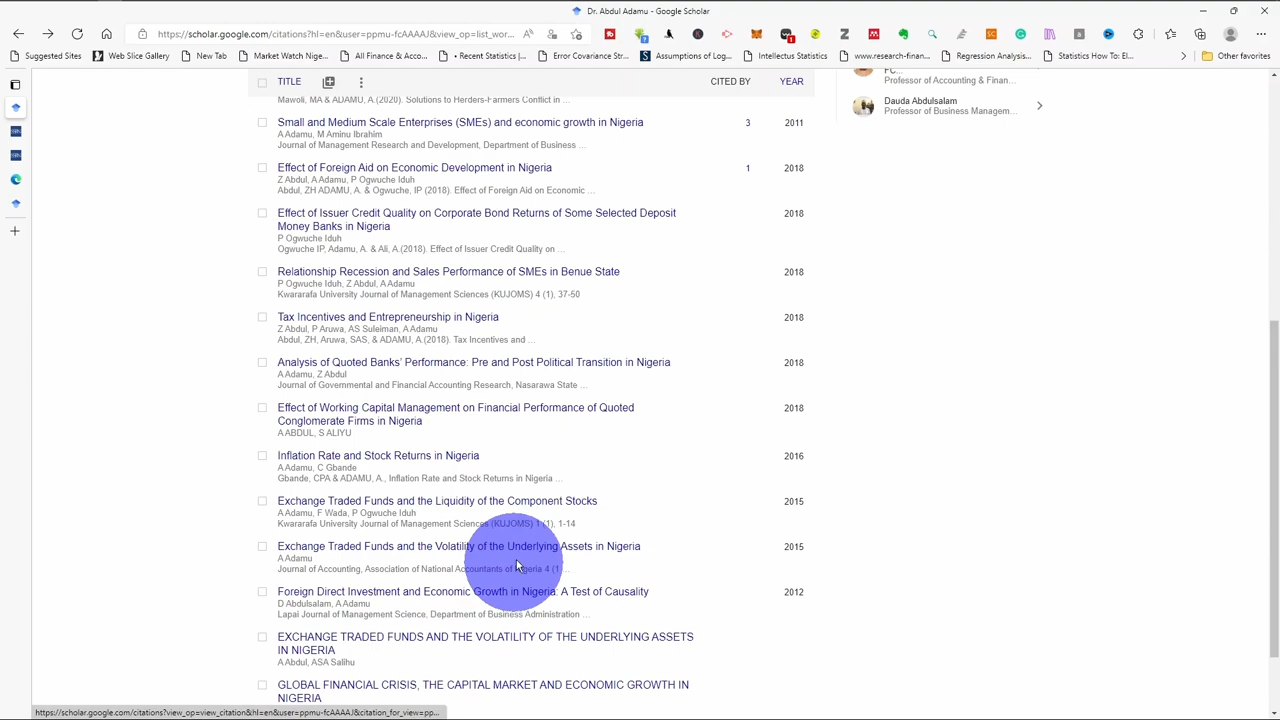 Dr. Abdul Adamu - Google Scholar
https://scholar.google.com/citations?hl=en&user=ppmu-fcAAAAJ&view_op=list_wor...
Suggested Sites
Web Slice Gallery
New Tab
Market Watch Nige...
All Finance & Acco...
• Recent Statistics |...
Error Covariance Str...
Assumptions of Log...
Intellectus Statistics
www.research-finan...
Regression Analysis...
Statistics How To: El...
Other favorites
TITLE CITED BY YEAR
FC...
Professor of Accounting & Finan...
Dauda Abdulsalam
Professor of Business Managem...
Mawoli, MA & ADAMU, A.(2020). Solutions to Herders-Farmers Conflict in ...
Small and Medium Scale Enterprises (SMEs) and economic growth in Nigeria 3 2011
A Adamu, M Aminu Ibrahim
Journal of Management Research and Development, Department of Business ...
Effect of Foreign Aid on Economic Development in Nigeria 1 2018
Z Abdul, A Adamu, P Ogwuche Iduh
Abdul, ZH ADAMU, A. & Ogwuche, IP (2018). Effect of Foreign Aid on Economic ...
Effect of Issuer Credit Quality on Corporate Bond Returns of Some Selected Deposit 2018
Money Banks in Nigeria
P Ogwuche Iduh
Ogwuche IP, Adamu, A. & Ali, A.(2018). Effect of Issuer Credit Quality on ...
Relationship Recession and Sales Performance of SMEs in Benue State 2018
P Ogwuche Iduh, Z Abdul, A Adamu
Kwararafa University Journal of Management Sciences (KUJOMS) 4 (1), 37-50
Tax Incentives and Entrepreneurship in Nigeria 2018
Z Abdul, P Aruwa, AS Suleiman, A Adamu
Abdul, ZH, Aruwa, SAS, & ADAMU, A.(2018). Tax Incentives and ...
Analysis of Quoted Banks' Performance: Pre and Post Political Transition in Nigeria 2018
A Adamu, Z Abdul
Journal of Governmental and Financial Accounting Research, Nasarawa State ...
Effect of Working Capital Management on Financial Performance of Quoted 2018
Conglomerate Firms in Nigeria
A ABDUL, S ALIYU
Inflation Rate and Stock Returns in Nigeria 2016
A Adamu, C Gbande
Gbande, CPA & ADAMU, A., Inflation Rate and Stock Returns in Nigeria ...
Exchange Traded Funds and the Liquidity of the Component Stocks 2015
A Adamu, F Wada, P Ogwuche Iduh
Kwararafa University Journal of Management Sciences (KUJOMS) 1 (1), 1-14
Exchange Traded Funds and the Volatility of the Underlying Assets in Nigeria 2015
A Adamu
Journal of Accounting, Association of National Accountants of Nigeria 4 (1 ...
Foreign Direct Investment and Economic Growth in Nigeria: A Test of Causality 2012
D Abdulsalam, A Adamu
Lapai Journal of Management Science, Department of Business Administration ...
EXCHANGE TRADED FUNDS AND THE VOLATILITY OF THE UNDERLYING ASSETS
IN NIGERIA
A Abdul, ASA Salihu
GLOBAL FINANCIAL CRISIS, THE CAPITAL MARKET AND ECONOMIC GROWTH IN
NIGERIA
https://scholar.google.com/citations?view_op=view_citation&hl=en&user=ppmu-fcAAAAJ&citation_for_view=pp...